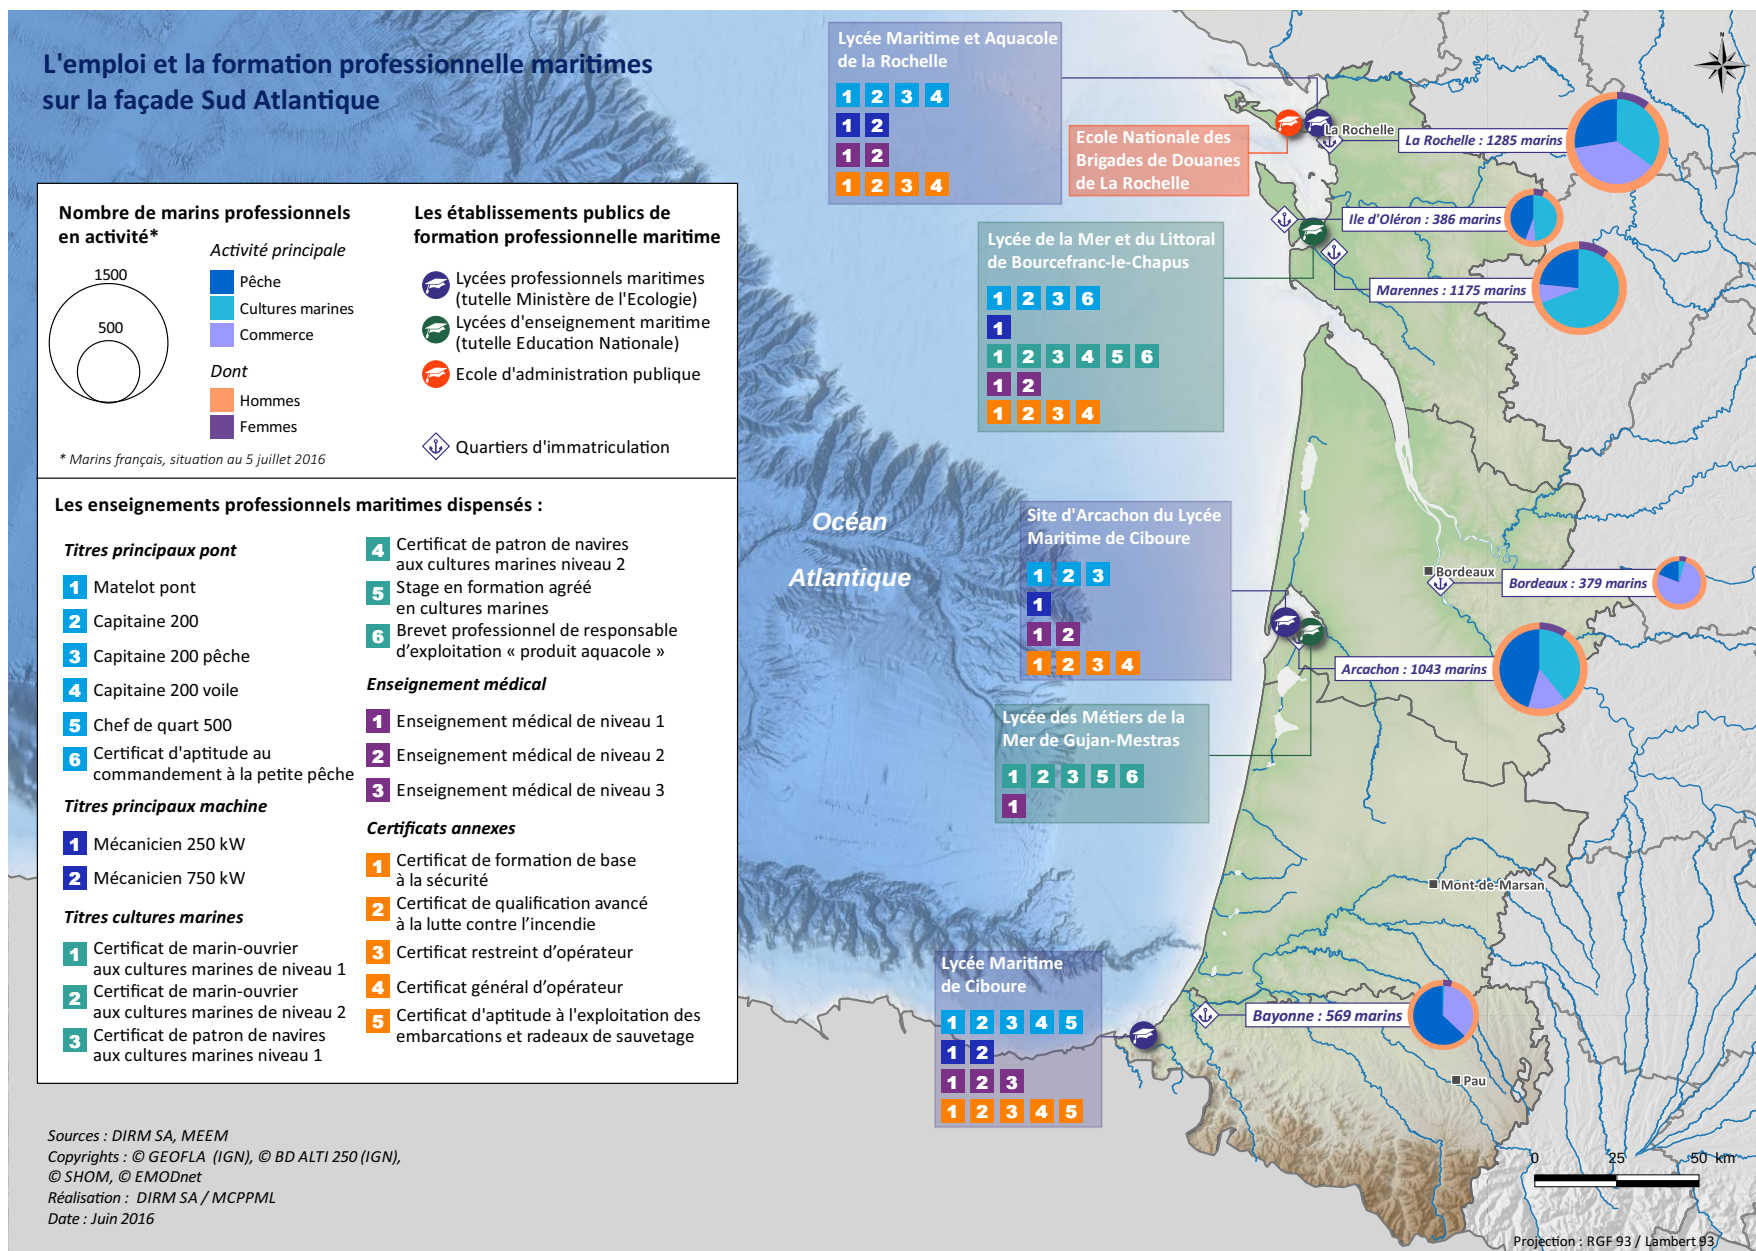 L'emploi et la formation professionnelle maritimes
sur la façade Sud Atlantique
Nombre de marins professionnels
en activité*
1500
500
Activité principale
Pêche
Cultures marines
Commerce
Dont
Hommes
Femmes
* Marins français, situation au 5 juillet 2016
Les établissements publics de
formation professionnelle maritime
Lycées professionnels maritimes
(tutelle Ministère de l'Ecologie)
Lycées d'enseignement maritime
(tutelle Education Nationale)
Ecole d'administration publique
Quartiers d'immatriculation
Les enseignements professionnels maritimes dispensés :
Titres principaux pont
1 Matelot pont
2 Capitaine 200
3 Capitaine 200 pêche
4 Capitaine 200 voile
5 Chef de quart 500
6 Certificat d'aptitude au
commandement à la petite pêche
Titres principaux machine
1 Mécanicien 250 kW
2 Mécanicien 750 kW
Titres cultures marines
1 Certificat de marin-ouvrier
aux cultures marines de niveau 1
2 Certificat de marin-ouvrier
aux cultures marines de niveau 2
3 Certificat de patron de navires
aux cultures marines niveau 1
4 Certificat de patron de navires
aux cultures marines niveau 2
5 Stage en formation agréé
en cultures marines
6 Brevet professionnel de responsable
d’exploitation « produit aquacole »
Enseignement médical
1 Enseignement médical de niveau 1
2 Enseignement médical de niveau 2
3 Enseignement médical de niveau 3
Certificats annexes
1 Certificat de formation de base
à la sécurité
2 Certificat de qualification avancé
à la lutte contre l’incendie
3 Certificat restreint d’opérateur
4 Certificat général d’opérateur
5 Certificat d'aptitude à l'exploitation des
embarcations et radeaux de sauvetage
Sources : DIRM SA, MEEM
Copyrights : © GEOFLA (IGN), © BD ALTI 250 (IGN),
© SHOM, © EMODnet
Réalisation : DIRM SA / MCPPML
Date : Juin 2016
Océan
Atlantique
Lycée Maritime et Aquacole
de la Rochelle
1 2 3 4
1 2
1 2
1 2 3 4
Ecole Nationale des
Brigades de Douanes
de La Rochelle
Lycée de la Mer et du Littoral
de Bourcefranc-le-Chapus
1 2 3 6
1
1 2 3 4 5 6
1 2
1 2 3 4
Site d'Arcachon du Lycée
Maritime de Ciboure
1 2 3
1
1 2
1 2 3 4
Lycée des Métiers de la
Mer de Gujan-Mestras
1 2 3 5 6
1
Lycée Maritime
de Ciboure
1 2 3 4 5
1 2
1 2 3
1 2 3 4 5
N
La Rochelle
La Rochelle : 1285 marins
Ile d'Oléron : 386 marins
Marennes : 1175 marins
Bordeaux
Bordeaux : 379 marins
Arcachon : 1043 marins
Mont-de-Marsan
Bayonne : 569 marins
Pau
0 25 50 km
Projection : RGF 93 / Lambert 93